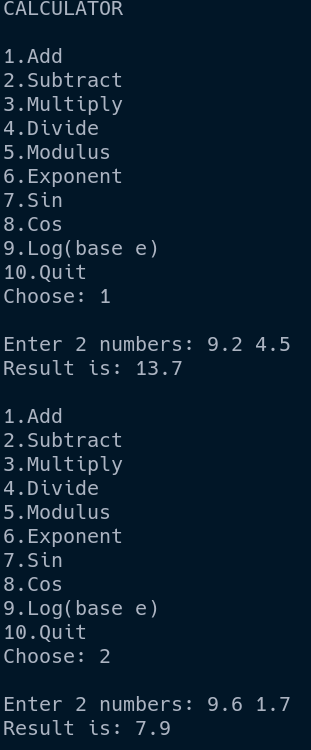 CALCULATOR
1.Add
2.Subtract
3.Multiply
4.Divide
5.Modulus
6.Exponent
7.Sin
8.Cos
9.Log(base e)
10.Quit
Choose: 1
Enter 2 numbers: 9.2 4.5
Result is: 13.7
1.Add
2.Subtract
3.Multiply
4.Divide
5.Modulus
6.Exponent
7.Sin
8.Cos
9.Log(base e)
10.Quit
Choose: 2
Enter 2 numbers: 9.6 1.7
Result is: 7.9